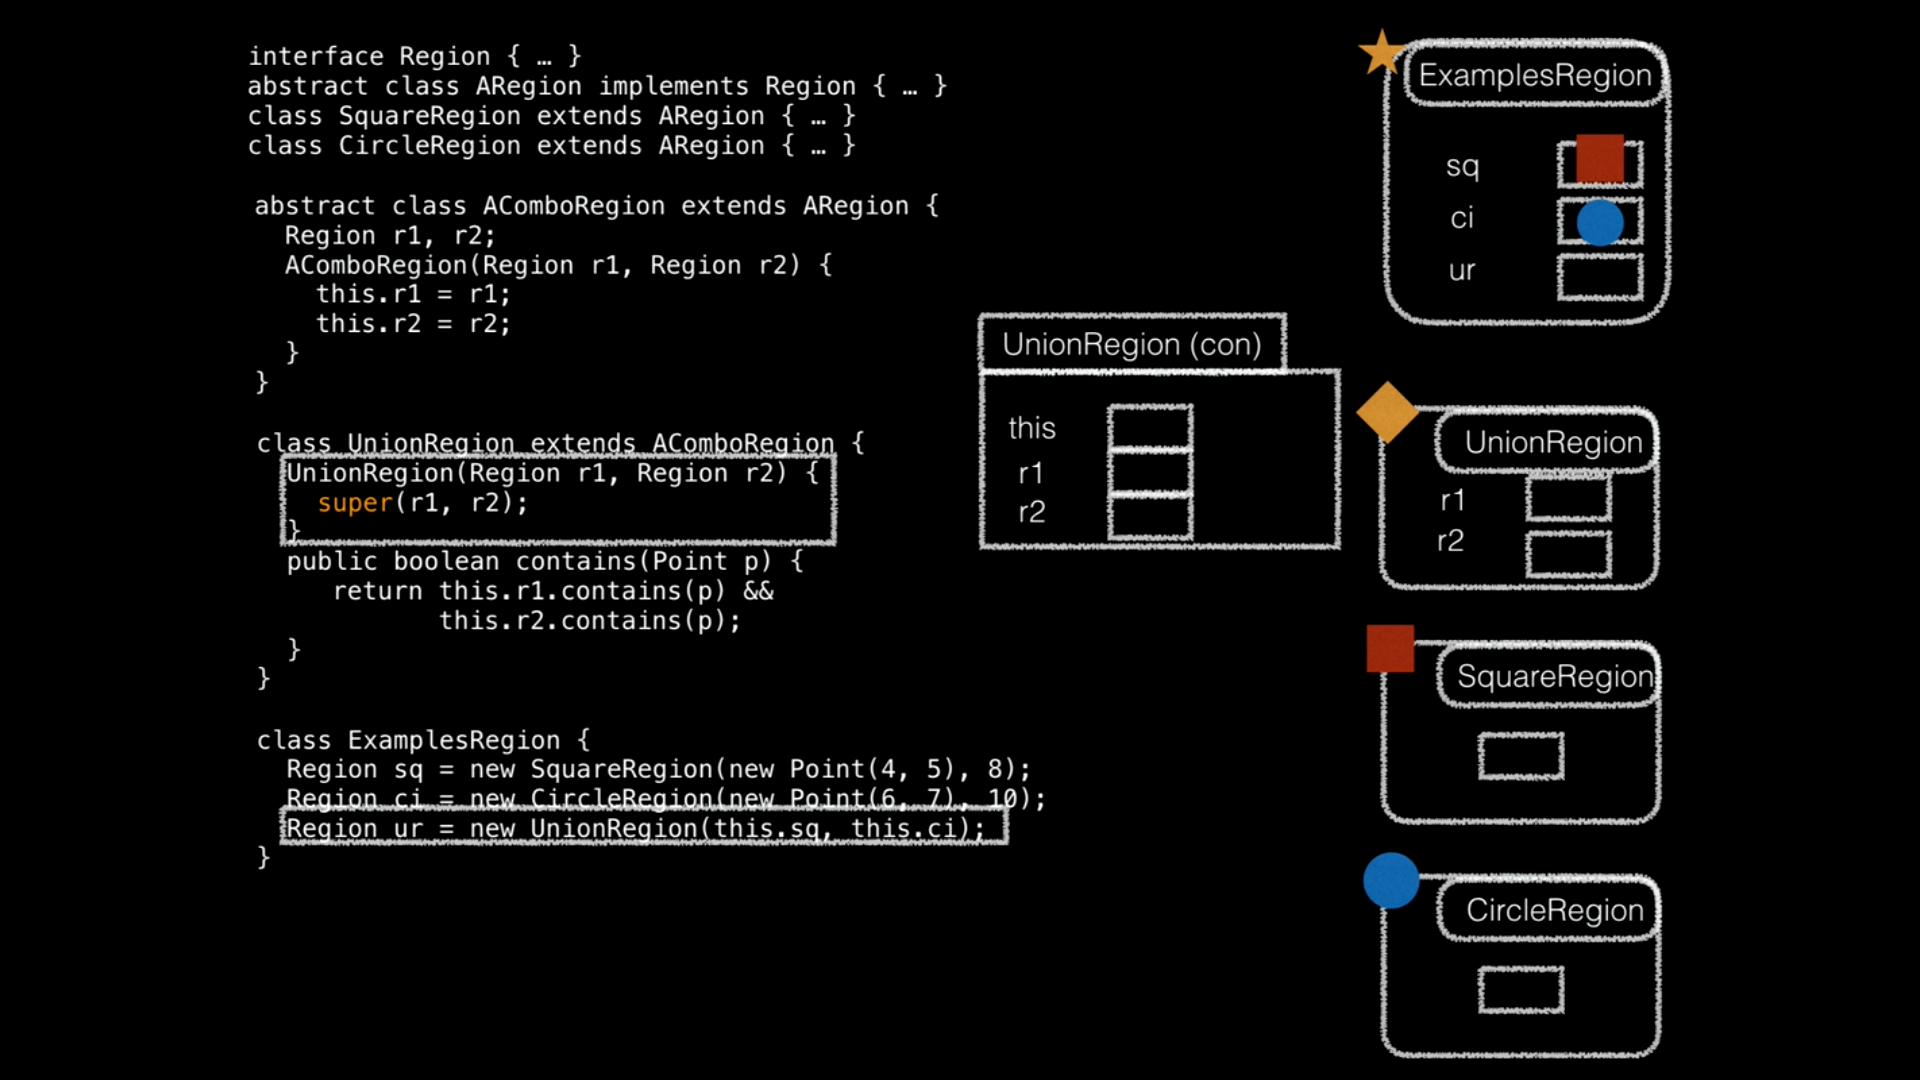 interface Region { … }
abstract class ARegion implements Region { … }
class SquareRegion extends ARegion { … }
class CircleRegion extends ARegion { … }
abstract class AComboRegion extends ARegion {
Region r1, r2;
AComboRegion(Region r1, Region r2) {
this.r1 = r1;
this.r2 = r2;
}
}
class UnionRegion extends AComboRegion {
UnionRegion(Region r1, Region r2) {
super(r1, r2);
}
public boolean contains(Point p) {
return this.r1.contains(p) &&
this.r2.contains(p);
}
}
class ExamplesRegion {
Region sq = new SquareRegion(new Point(4, 5), 8);
Region ci = new CircleRegion(new Point(6, 7), 10);
Region ur = new UnionRegion(this.sq, this.ci);
}
UnionRegion (con)
this
r1
r2
ExamplesRegion
sq
ci
ur
UnionRegion
r1
r2
SquareRegion
CircleRegion